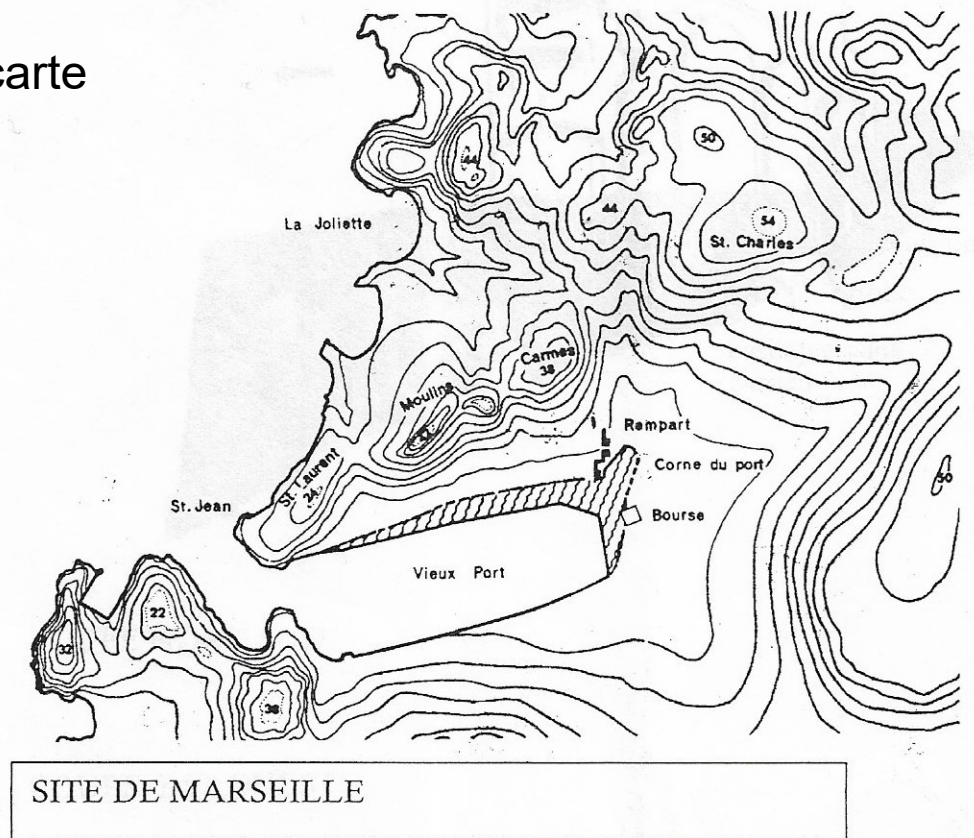 carte
50
44
44
54
St. Charles
La Joliette
Carmes
38
Moulins
42
Rempart
St. Laurent
24
Corne du port
50
St. Jean
Bourse
Vieux Port
22
32
38
SITE DE MARSEILLE